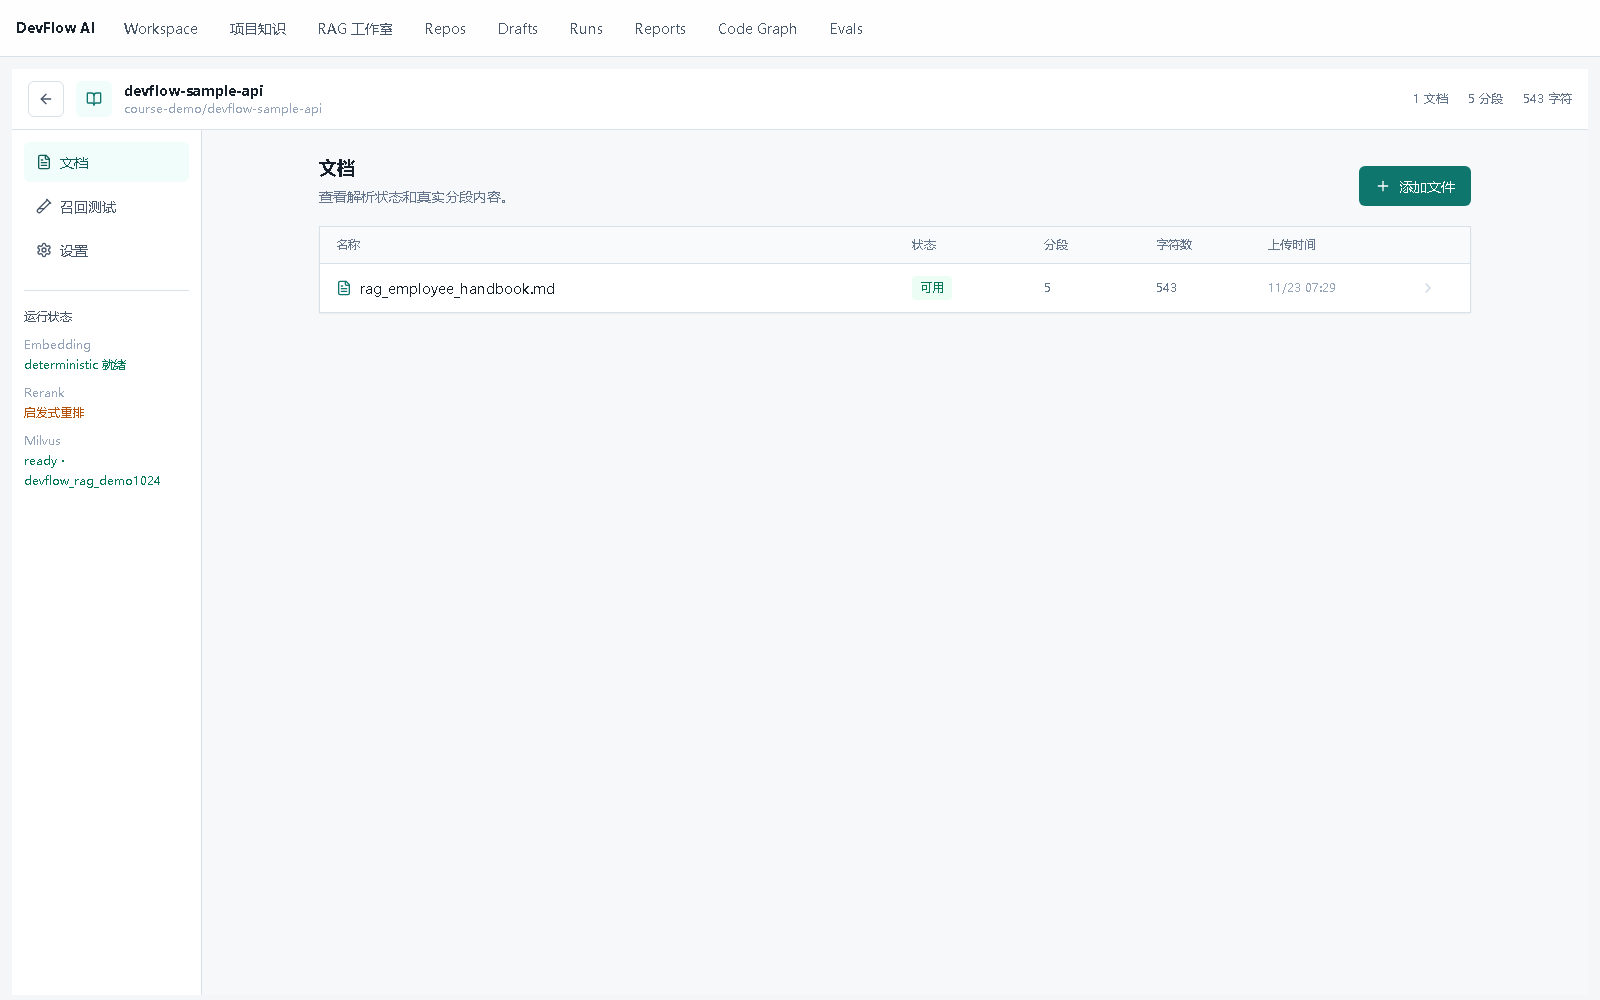 DevFlow AI Workspace 项目知识 RAG 工作室 Repos Drafts Runs Reports Code Graph Evals
devflow-sample-api
course-demo/devflow-sample-api
1 文档 5 分段 543 字符
文档
召回测试
设置
运行状态
Embedding
deterministic 就绪
Rerank
启发式重排
Milvus
ready ·
devflow_rag_demo1024
文档
查看解析状态和真实分段内容。
添加文件
名称 状态 分段 字符数 上传时间
rag_employee_handbook.md 可用 5 543 11/23 07:29